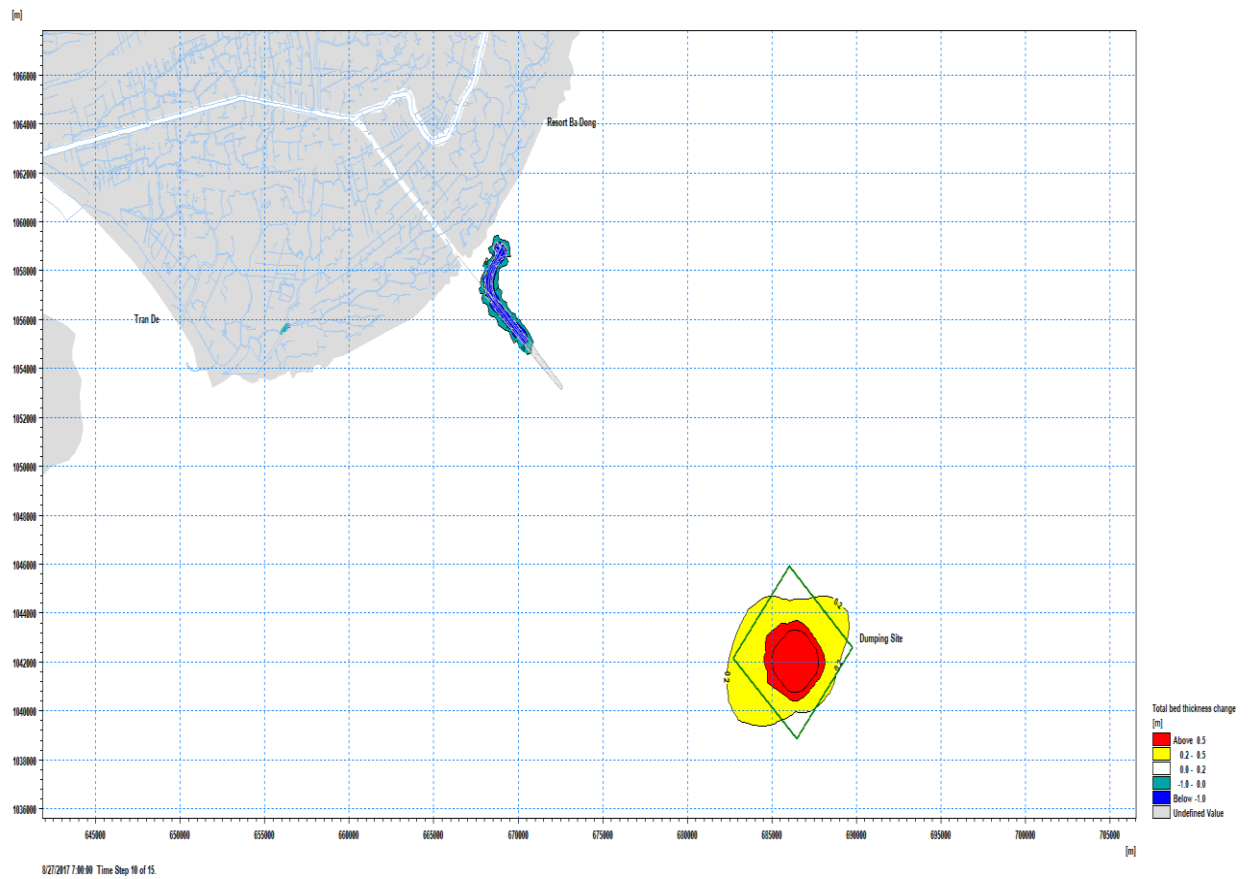 [m]
1066000
1064000
Resort Ba Dong
1062000
1060000
1058000
1056000
Tran De
1054000
1052000
1050000
1048000
1046000
1044000
0.2
Dumping Site
1042000
0.2
0.2
1040000
1038000
1036000
645000 650000 655000 660000 665000 670000 675000 680000 685000 690000 695000 700000 705000
[m]
Total bed thickness change
[m]
Above 0.5
0.2 - 0.5
0.0 - 0.2
-1.0 - 0.0
Below -1.0
Undefined Value
8/27/2017 7:00:00 Time Step 10 of 15.